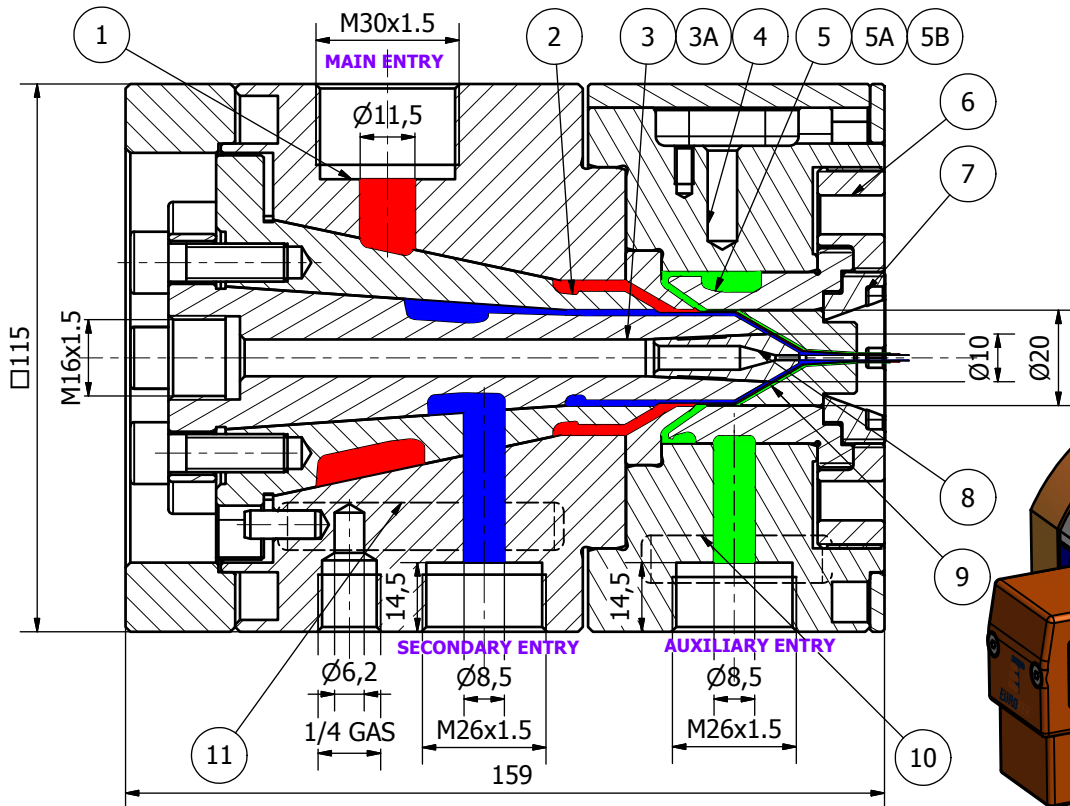 1
M30x1.5
MAIN ENTRY
2
3
3A
4
5
5A
5B
6
7
Ø11,5
□115
M16x1.5
Ø10
Ø20
8
9
10
11
14,5
14,5
SECONDARY ENTRY
AUXILIARY ENTRY
Ø6,2
Ø8,5
Ø8,5
1/4 GAS
M26x1.5
M26x1.5
159
EURO